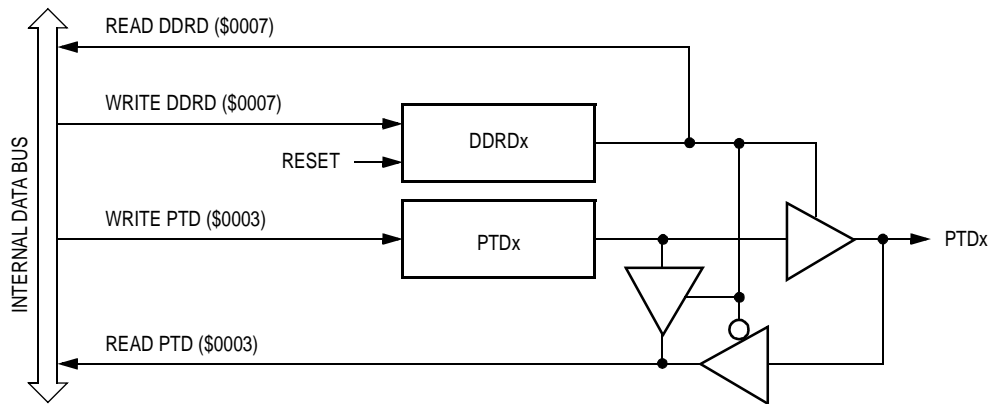 READ DDRD ($0007)
WRITE DDRD ($0007)
DDRDx
RESET
INTERNAL DATA BUS
WRITE PTD ($0003)
PTDx
PTDx
READ PTD ($0003)